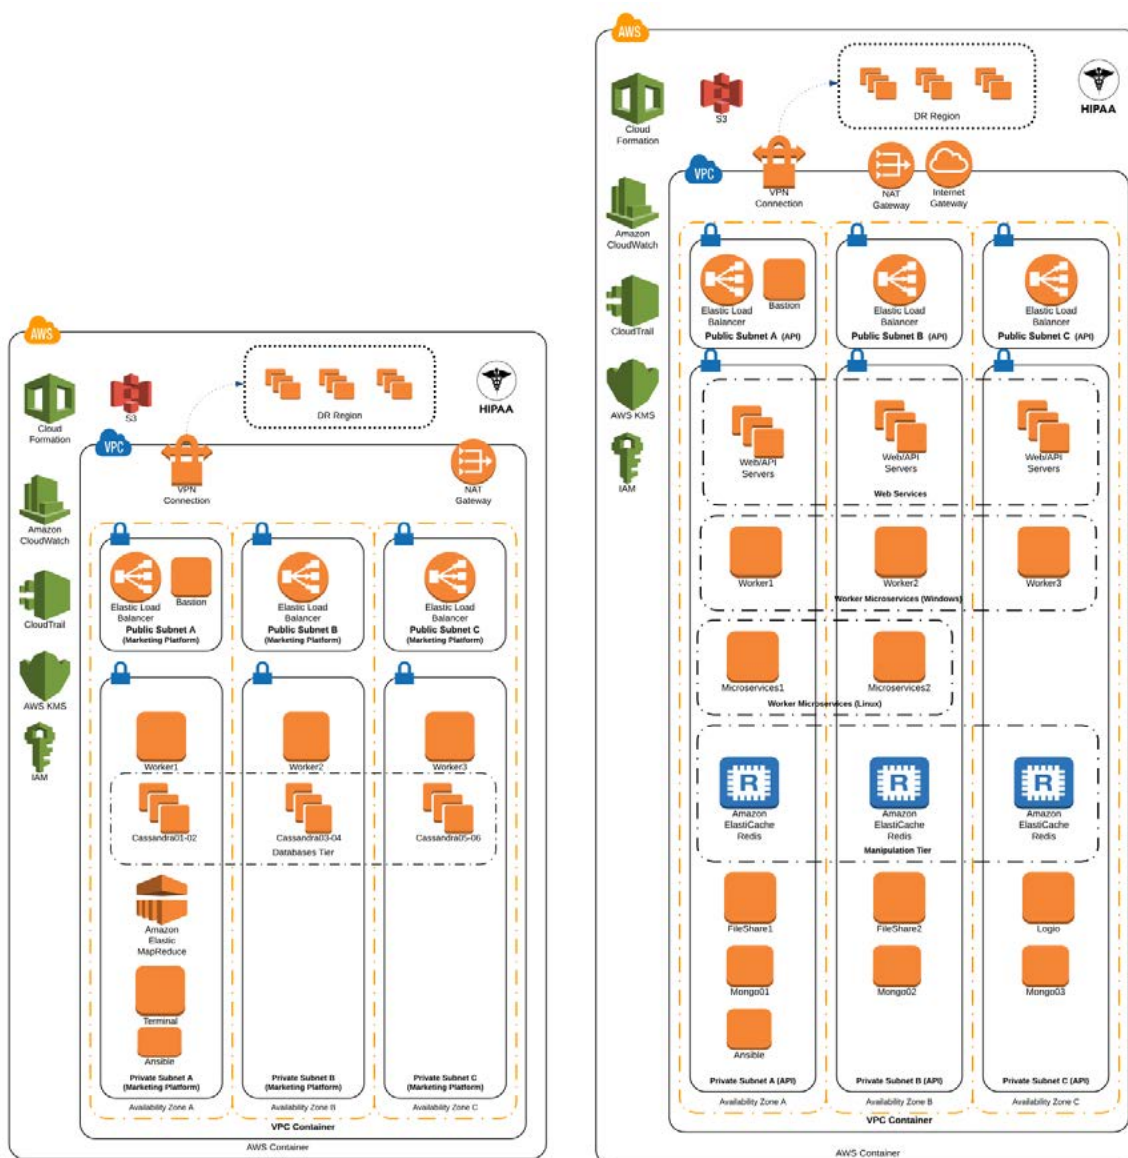 AWS
Cloud
Formation
S3
DR Region
HIPAA
VPC
VPN
Connection
NAT
Gateway
Amazon
CloudWatch
CloudTrail
AWS KMS
IAM
Elastic Load
Balancer
Bastion
Public Subnet A
(Marketing Platform)
Elastic Load
Balancer
Public Subnet B
(Marketing Platform)
Elastic Load
Balancer
Public Subnet C
(Marketing Platform)
Worker1
Worker2
Worker3
Cassandra01-02
Cassandra03-04
Cassandra05-06
Databases Tier
Amazon
Elastic
MapReduce
Terminal
Ansible
Private Subnet A
(Marketing Platform)
Private Subnet B
(Marketing Platform)
Private Subnet C
(Marketing Platform)
Availability Zone A
Availability Zone B
Availability Zone C
VPC Container
AWS Container
AWS
Cloud
Formation
S3
DR Region
HIPAA
VPC
VPN
Connection
NAT
Gateway
Internet
Gateway
Amazon
CloudWatch
CloudTrail
AWS KMS
IAM
Elastic Load
Balancer
Bastion
Public Subnet A (API)
Elastic Load
Balancer
Public Subnet B (API)
Elastic Load
Balancer
Public Subnet C (API)
Web/API
Servers
Web/API
Servers
Web/API
Servers
Web Services
Worker1
Worker2
Worker3
Worker Microservices (Windows)
Microservices1
Microservices2
Worker Microservices (Linux)
R
Amazon
ElastiCache
Redis
R
Amazon
ElastiCache
Redis
R
Amazon
ElastiCache
Redis
Manipulation Tier
FileShare1
FileShare2
Logio
Mongo01
Mongo02
Mongo03
Ansible
Private Subnet A (API)
Private Subnet B (API)
Private Subnet C (API)
Availability Zone A
Availability Zone B
Availability Zone C
VPC Container
AWS Container